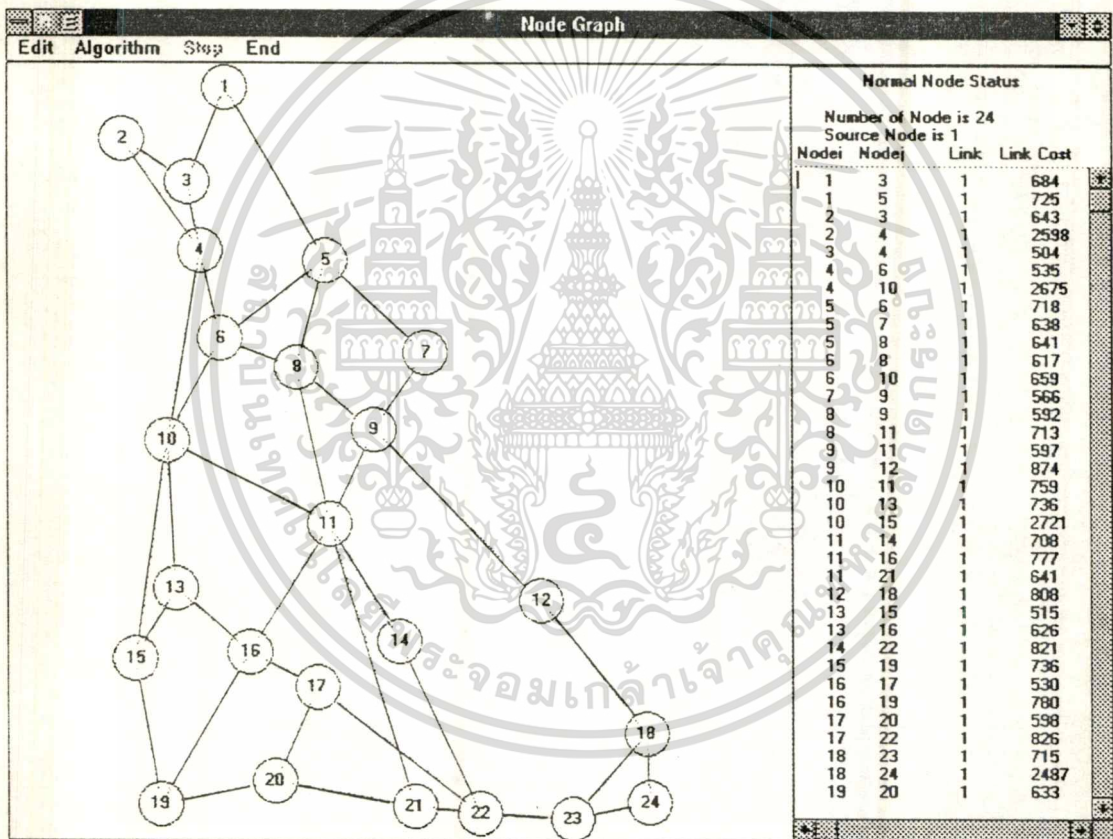 Node Graph
Edit Algorithm Stop End
1
2
3
4
5
6
7
8
9
10
11
12
13
14
15
16
17
18
19
20
21
22
23
24
Normal Node Status
Number of Node is 24
Source Node is 1
Nodei Nodej Link Link Cost
1 3 1 684
1 5 1 725
2 3 1 643
2 4 1 2598
3 4 1 504
4 6 1 535
4 10 1 2675
5 6 1 718
5 7 1 638
5 8 1 641
6 8 1 617
6 10 1 659
7 9 1 566
8 9 1 592
8 11 1 713
9 11 1 597
9 12 1 874
10 11 1 759
10 13 1 736
10 15 1 2721
11 14 1 708
11 16 1 777
11 21 1 641
12 18 1 808
13 15 1 515
13 16 1 626
14 22 1 821
15 19 1 736
16 17 1 530
16 19 1 780
17 20 1 598
17 22 1 826
18 23 1 715
18 24 1 2487
19 20 1 633